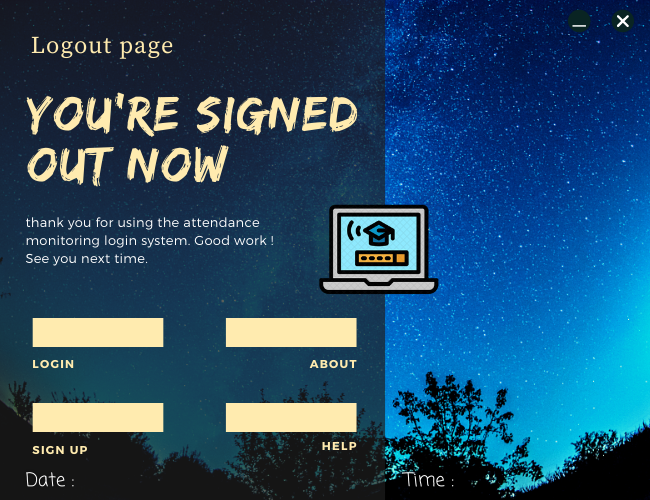 Logout page
YOU'RE SIGNED
OUT NOW
thank you for using the attendance
monitoring login system. Good work !
See you next time.
LOGIN
ABOUT
SIGN UP
HELP
Date :
Time :